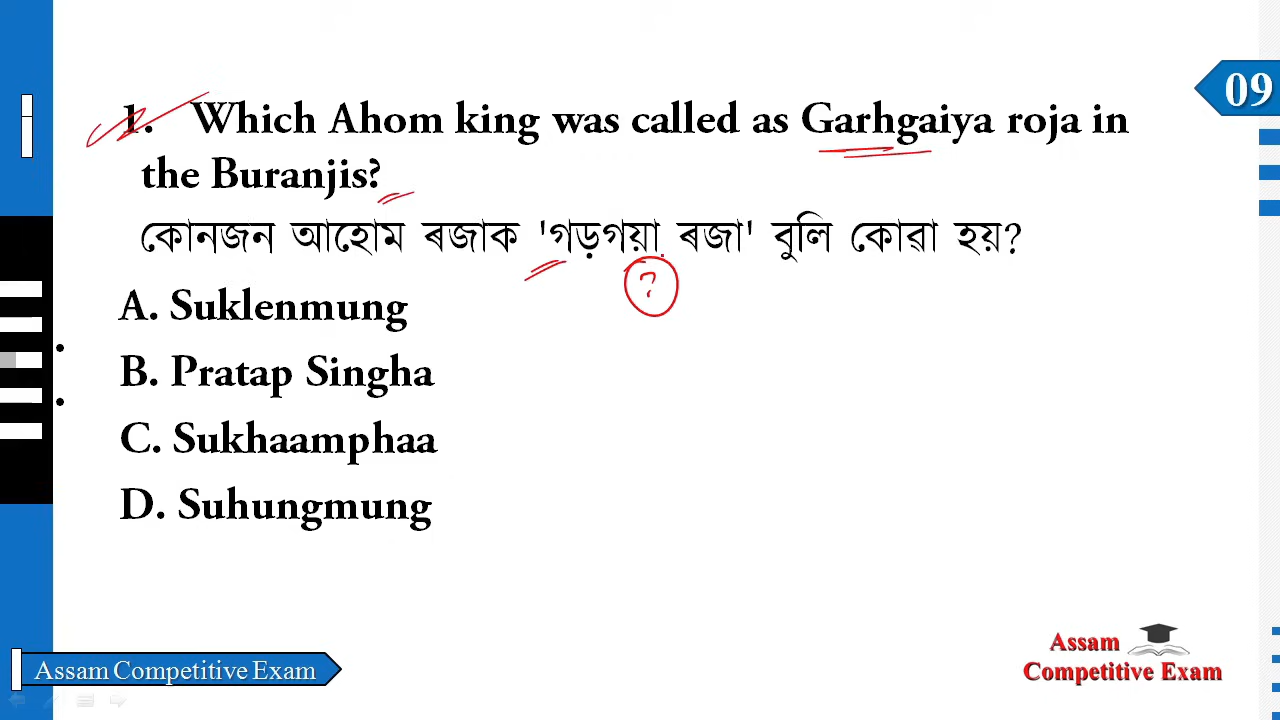 09
1. Which Ahom king was called as Garhgaiya roja in
the Buranjis?
কোনজন আহোম ৰজাক 'গড়গয়া ৰজা' বুলি কোৱা হয়?
?
A. Suklenmung
B. Pratap Singha
C. Sukhaamphaa
D. Suhungmung
Assam Competitive Exam
Assam
Competitive Exam